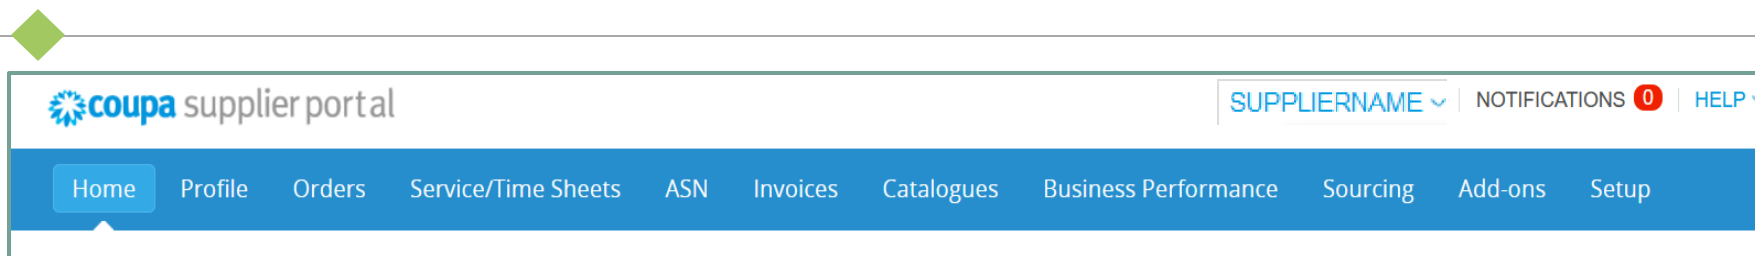 coupa supplier portal SUPPLIERNAME NOTIFICATIONS 0 HELP
Home Profile Orders Service/Time Sheets ASN Invoices Catalogues Business Performance Sourcing Add-ons Setup